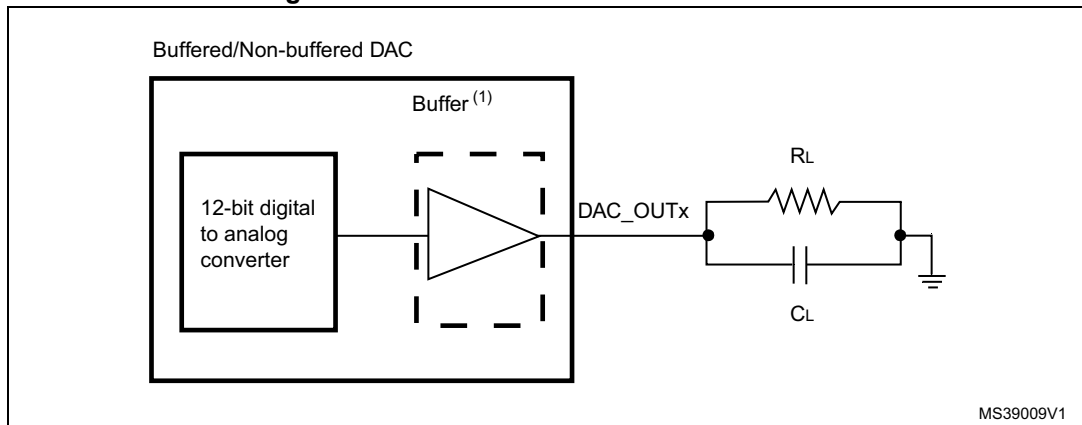 Buffered/Non-buffered DAC
Buffer (1)
12-bit digital
to analog
converter
DAC_OUTx
RL
CL
MS39009V1